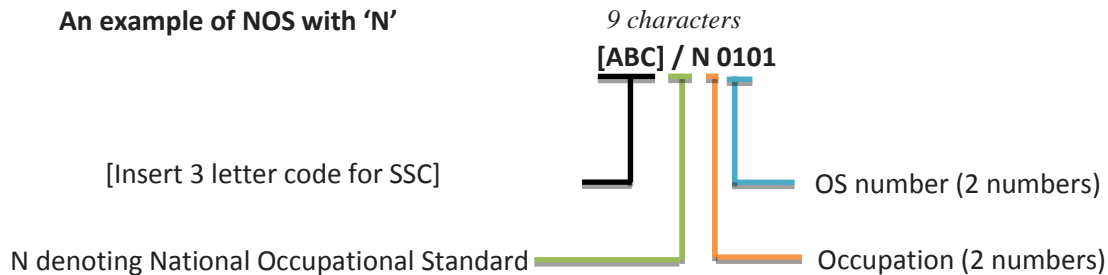 An example of NOS with ‘N’
9 characters
[ABC] / N 0101
[Insert 3 letter code for SSC]
OS number (2 numbers)
N denoting National Occupational Standard
Occupation (2 numbers)